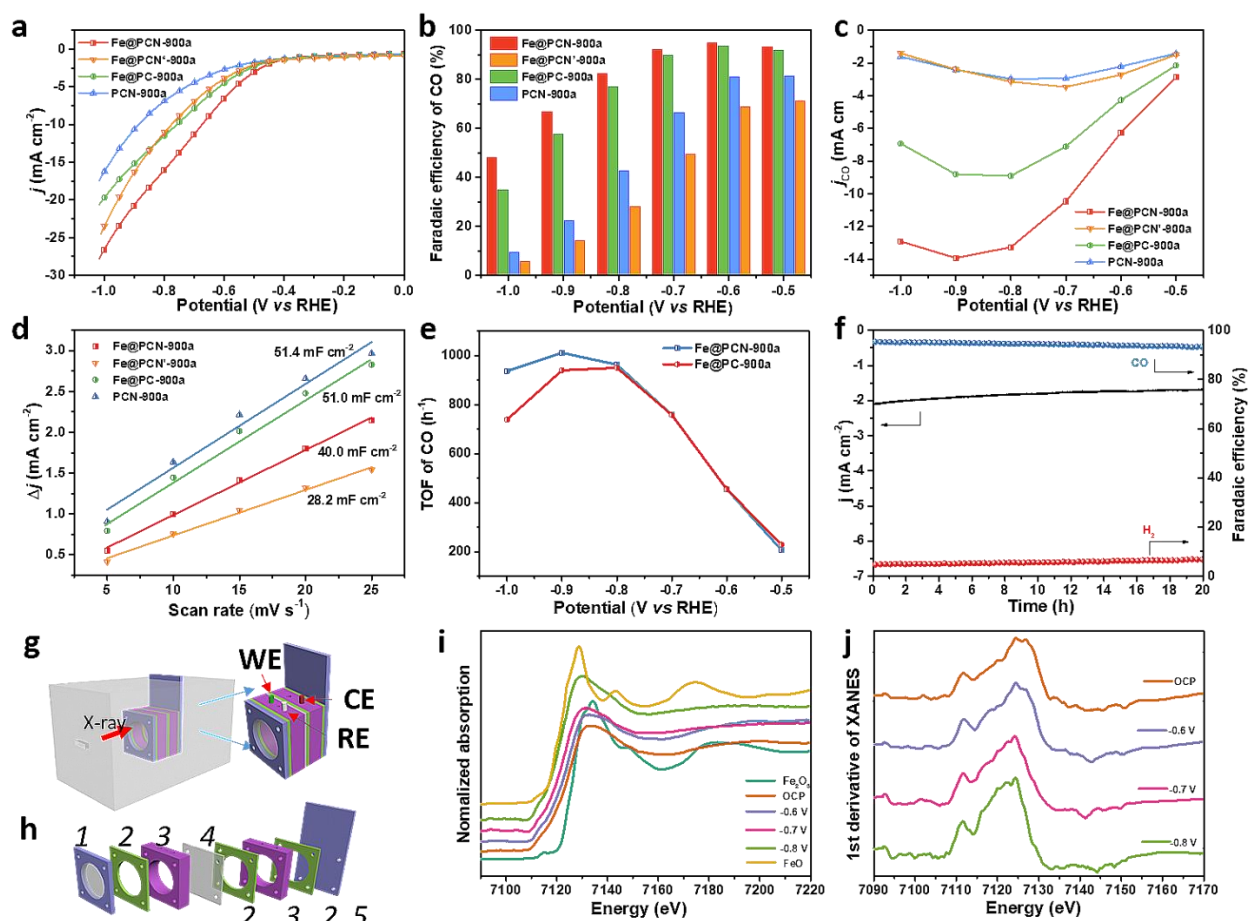 a
Fe@PCN-900a
Fe@PCN'-900a
Fe@PC-900a
PCN-900a
j (mA cm⁻²)
0
-5
-10
-15
-20
-25
-30
-1.0 -0.8 -0.6 -0.4 -0.2 0.0
Potential (V vs RHE)
b
Fe@PCN-900a
Fe@PCN'-900a
Fe@PC-900a
PCN-900a
Faradaic efficiency of CO (%)
100
80
60
40
20
0
-1.0 -0.9 -0.8 -0.7 -0.6 -0.5
Potential (V vs RHE)
c
j_CO (mA cm
0
-2
-4
-6
-8
-10
-12
-14
Fe@PCN-900a
Fe@PCN'-900a
Fe@PC-900a
PCN-900a
-1.0 -0.9 -0.8 -0.7 -0.6 -0.5
Potential (V vs RHE)
d
Fe@PCN-900a
Fe@PCN'-900a
Fe@PC-900a
PCN-900a
51.4 mF cm⁻²
51.0 mF cm⁻²
40.0 mF cm⁻²
28.2 mF cm⁻²
Δj (mA cm⁻²)
3.0
2.5
2.0
1.5
1.0
0.5
5 10 15 20 25
Scan rate (mV s⁻¹)
e
Fe@PCN-900a
Fe@PC-900a
TOF of CO (h⁻¹)
1000
800
600
400
200
-1.0 -0.9 -0.8 -0.7 -0.6 -0.5
Potential (V vs RHE)
f
CO
H₂
j (mA cm⁻²)
0
-1
-2
-3
-4
-5
-6
-7
0 2 4 6 8 10 12 14 16 18 20
Time (h)
100
80
60
40
20
0
Faradaic efficiency (%)
g
X-ray
WE
CE
RE
h
1 2 3 4
2 3 2 5
i
Normalized absorption
Fe₂O₃
OCP
-0.6 V
-0.7 V
-0.8 V
FeO
7100 7120 7140 7160 7180 7200 7220
Energy (eV)
j
1st derivative of XANES
OCP
-0.6 V
-0.7 V
-0.8 V
7090 7100 7110 7120 7130 7140 7150 7160 7170
Energy (eV)